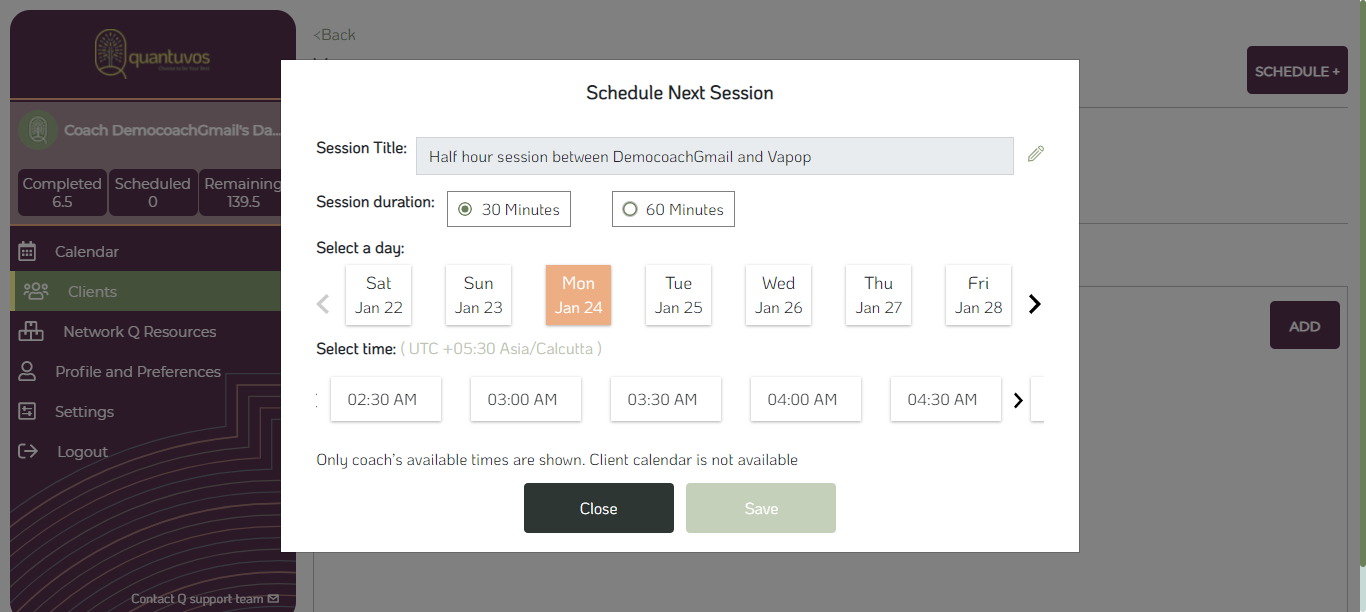 quantuvos
Coach DemocoachGmail's Da...
Completed
6.5
Scheduled
0
Remaining
139.5
Calendar
Clients
Network Q Resources
Profile and Preferences
Settings
Logout
Contact Q support team
<Back
SCHEDULE +
ADD
Schedule Next Session
Session Title:
Half hour session between DemocoachGmail and Vapop
Session duration:
30 Minutes
60 Minutes
Select a day:
Sat
Jan 22
Sun
Jan 23
Mon
Jan 24
Tue
Jan 25
Wed
Jan 26
Thu
Jan 27
Fri
Jan 28
Select time: ( UTC +05:30 Asia/Calcutta )
02:30 AM
03:00 AM
03:30 AM
04:00 AM
04:30 AM
Only coach's available times are shown. Client calendar is not available
Close
Save